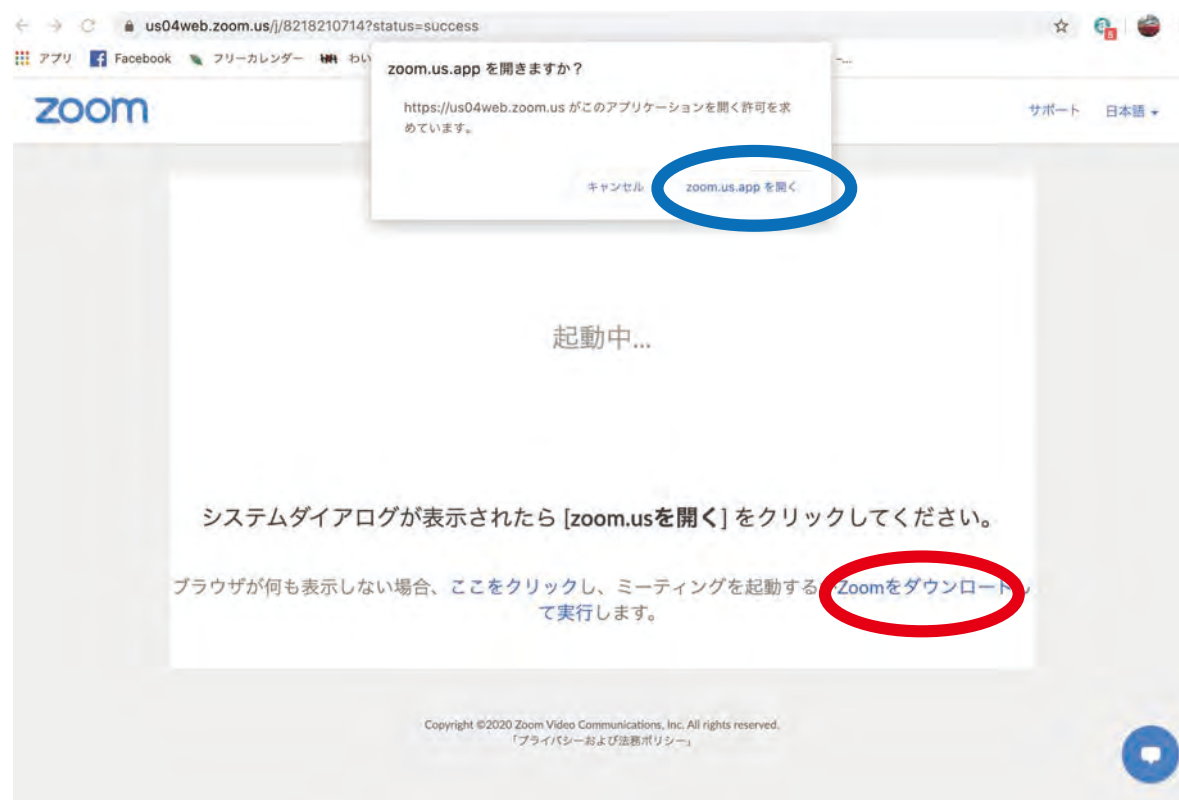 us04web.zoom.us/j/8218210714?status=success
アプリ Facebook フリーカレンダー わい
zoom.us.app を開きますか？
https://us04web.zoom.us がこのアプリケーションを開く許可を求
めています。
キャンセル zoom.us.app を開く
zoom
サポート 日本語
起動中...
システムダイアログが表示されたら [zoom.usを開く] をクリックしてください。
ブラウザが何も表示しない場合、ここをクリックし、ミーティングを起動する Zoomをダウンロードし
て実行します。
Copyright ©2020 Zoom Video Communications, Inc. All rights reserved.
「プライバシーおよび法務ポリシー」